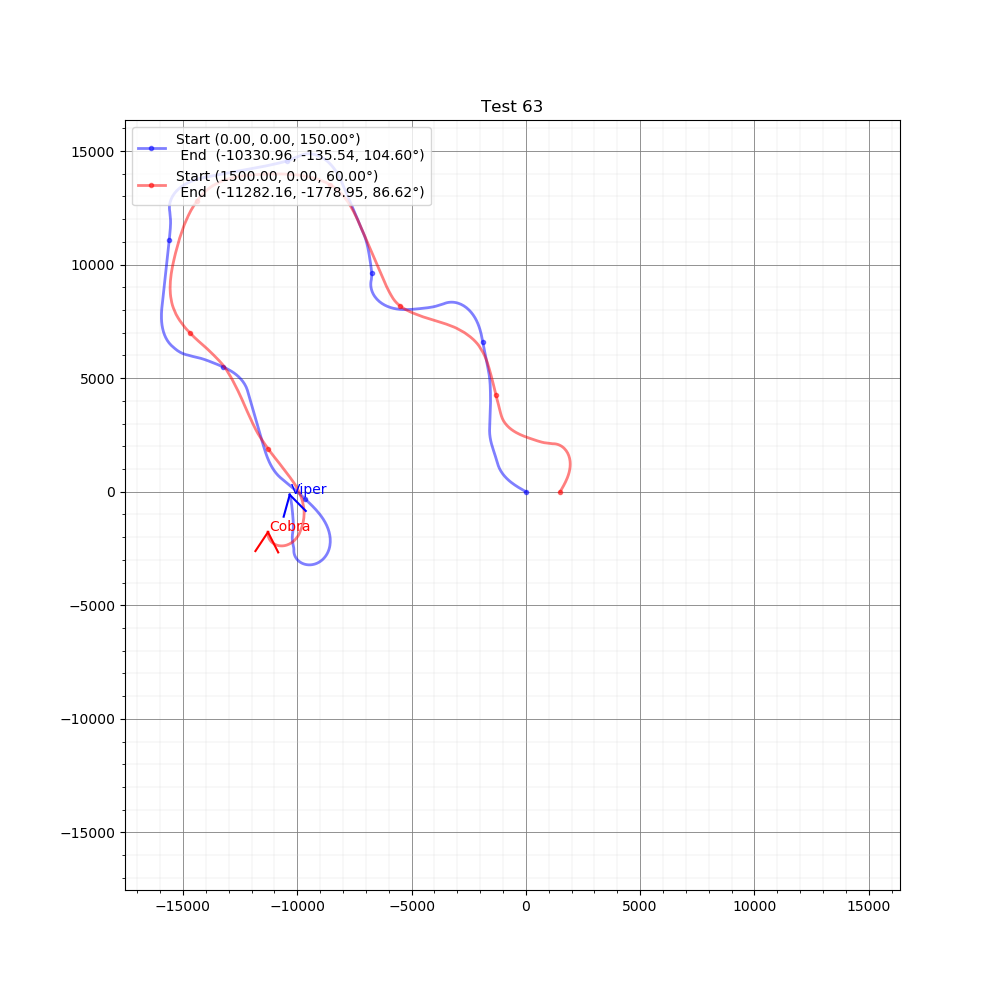 Test 63
Start (0.00, 0.00, 150.00°)
End  (-10330.96, -135.54, 104.60°)
Start (1500.00, 0.00, 60.00°)
End  (-11282.16, -1778.95, 86.62°)
15000
10000
5000
0
−5000
−10000
−15000
Viper
Cobra
−15000 −10000 −5000 0 5000 10000 15000